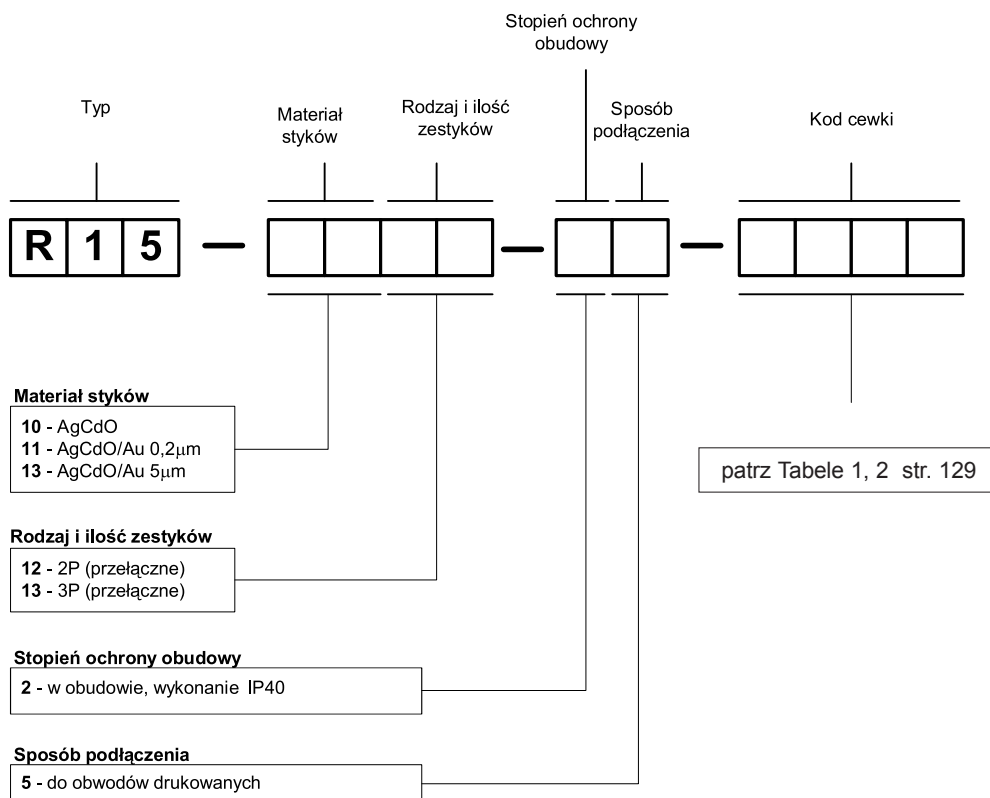 Stopień ochrony
obudowy
Typ
Materiał
styków
Rodzaj i ilość
zestyków
Sposób
podłączenia
Kod cewki
R 1 5
Materiał styków
10 - AgCdO
11 - AgCdO/Au 0,2μm
13 - AgCdO/Au 5μm
patrz Tabele 1, 2 str. 129
Rodzaj i ilość zestyków
12 - 2P (przełączne)
13 - 3P (przełączne)
Stopień ochrony obudowy
2 - w obudowie, wykonanie IP40
Sposób podłączenia
5 - do obwodów drukowanych